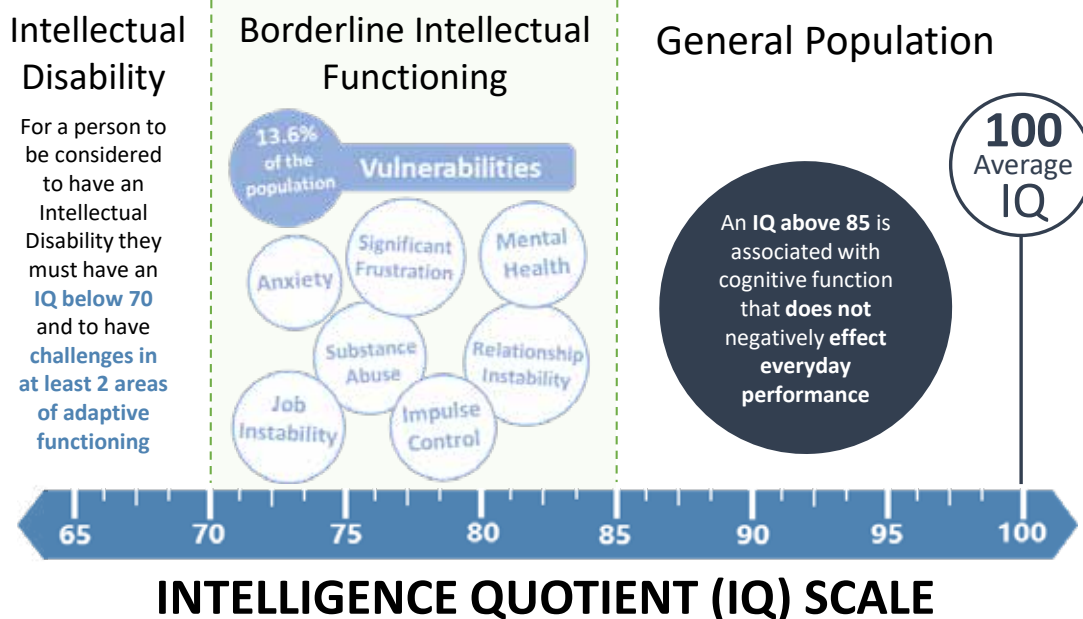 Intellectual
Disability
For a person to
be considered
to have an
Intellectual
Disability they
must have an
IQ below 70
and to have
challenges in
at least 2 areas
of adaptive
functioning
Borderline Intellectual
Functioning
13.6%
of the
population
Vulnerabilities
Anxiety
Significant
Frustration
Mental
Health
Substance
Abuse
Relationship
Instability
Job
Instability
Impulse
Control
General Population
An IQ above 85 is
associated with
cognitive function
that does not
negatively effect
everyday
performance
100
Average
IQ
65 70 75 80 85 90 95 100
INTELLIGENCE QUOTIENT (IQ) SCALE